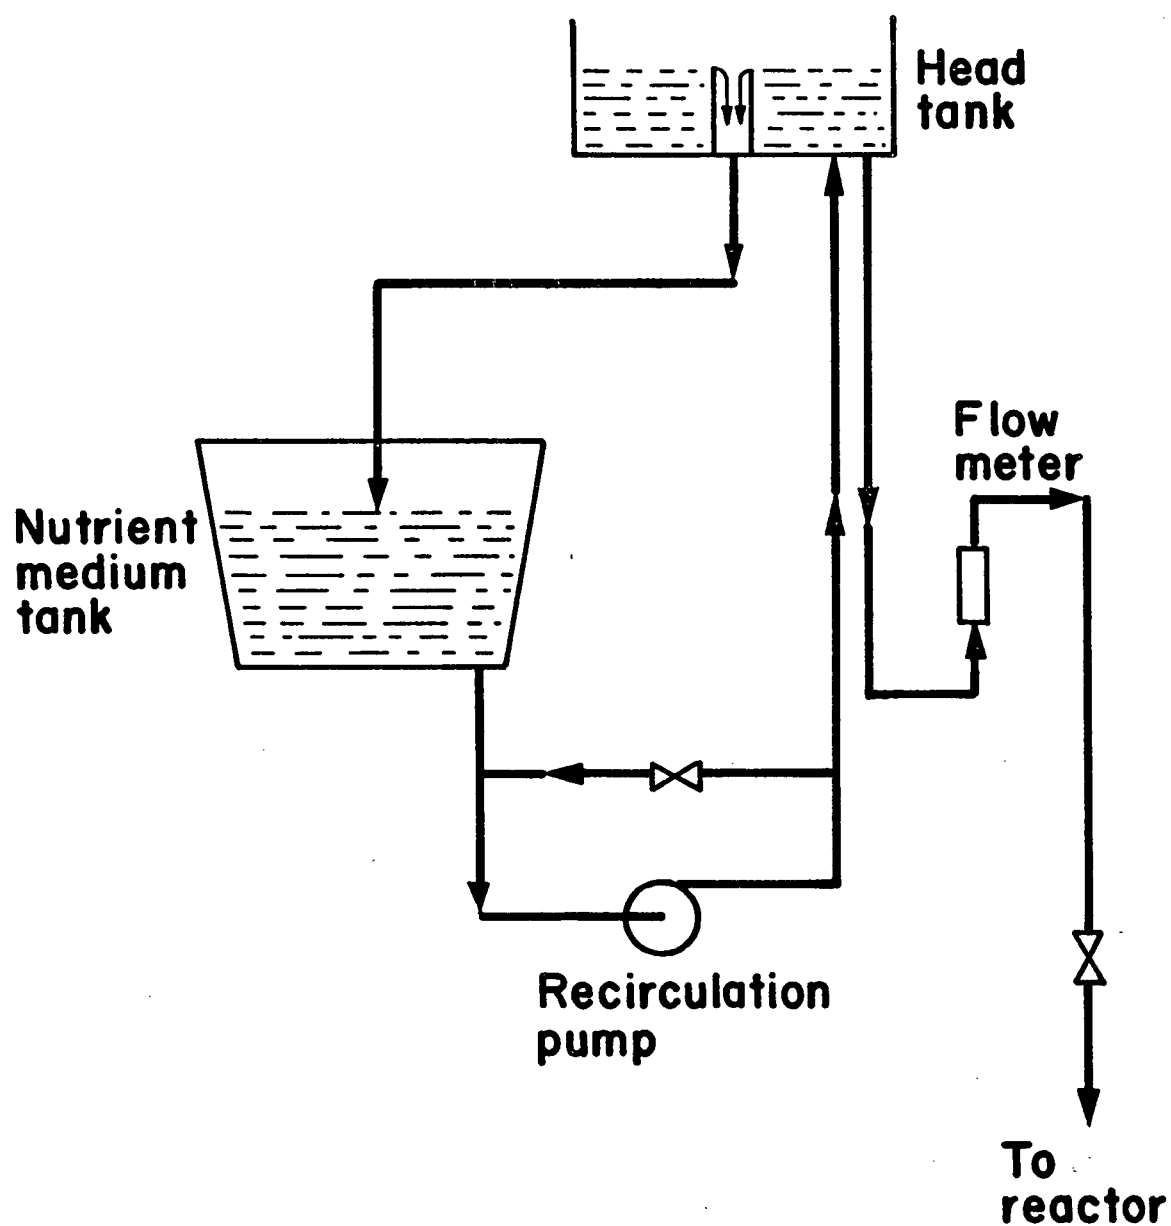 Head
tank
Flow
meter
Nutrient
medium
tank
Recirculation
pump
To
reactor